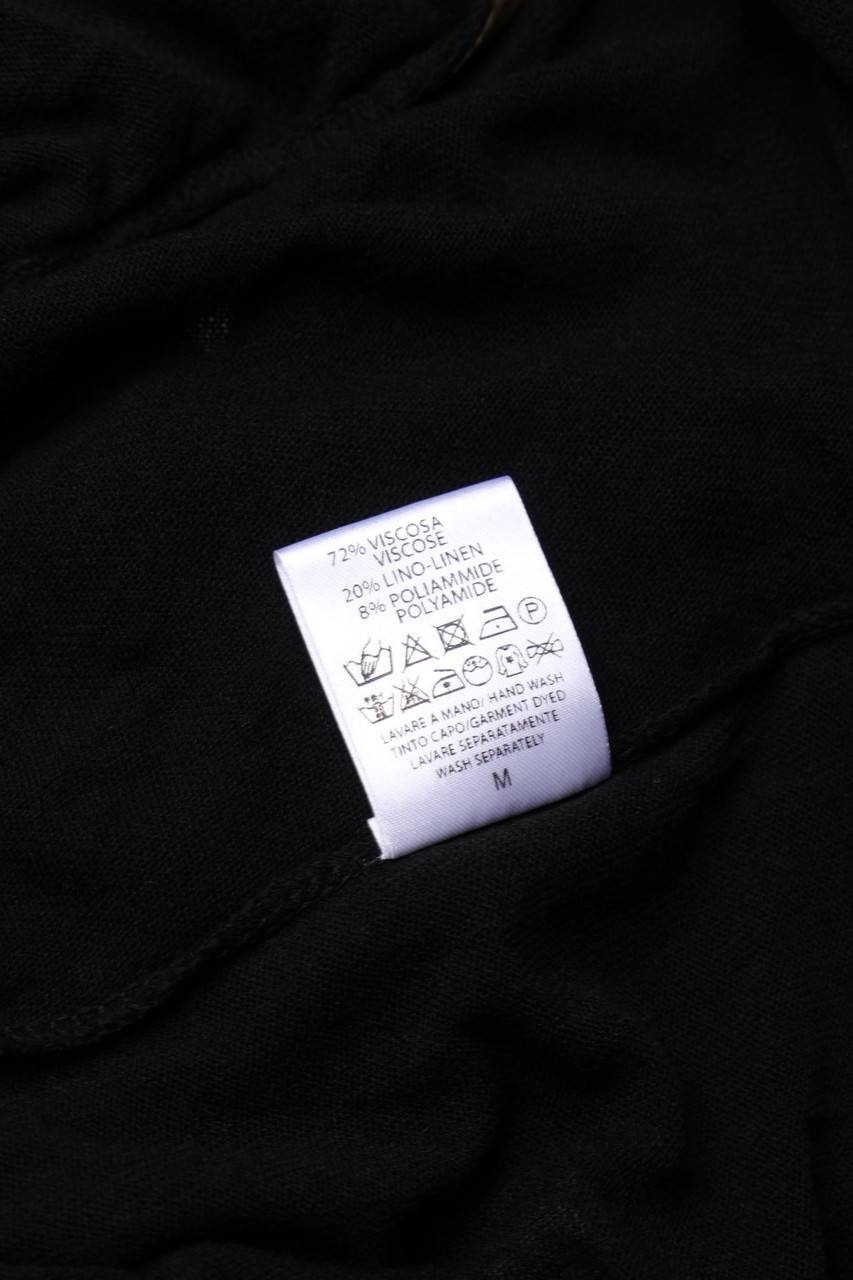 72% VISCOSA
VISCOSE
20% LINO-LINEN
8% POLIAMMIDE
POLYAMIDE
P
LAVARE A MANO/ HAND WASH
TINTO CAPO/GARMENT DYED
LAVARE SEPARATAMENTE
WASH SEPARATELY
M